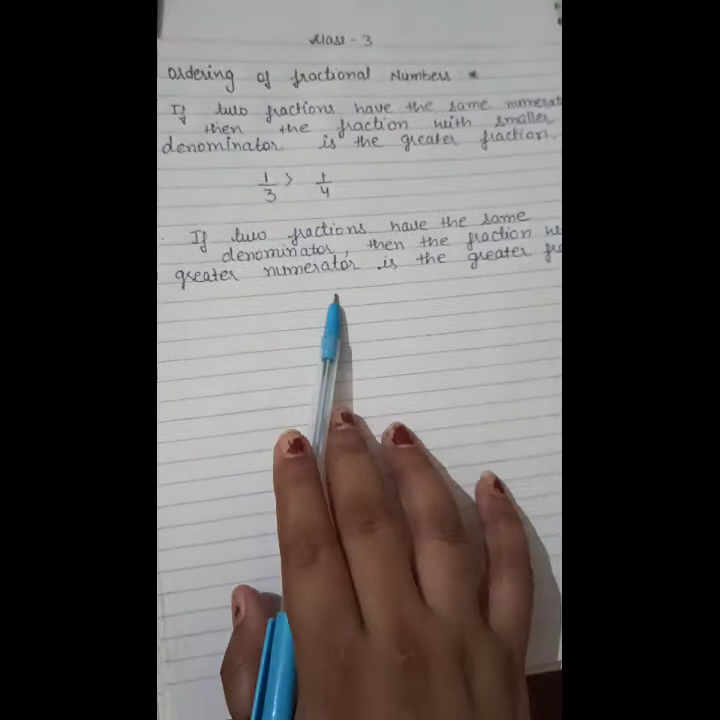 Class - 3
Ordering of fractional Numbers
If two fractions have the same numerat
then the fraction with smaller
denominator is the greater fraction.
1/3 > 1/4
If two fractions have the same
denominator, then the fraction
greater numerator is the greater